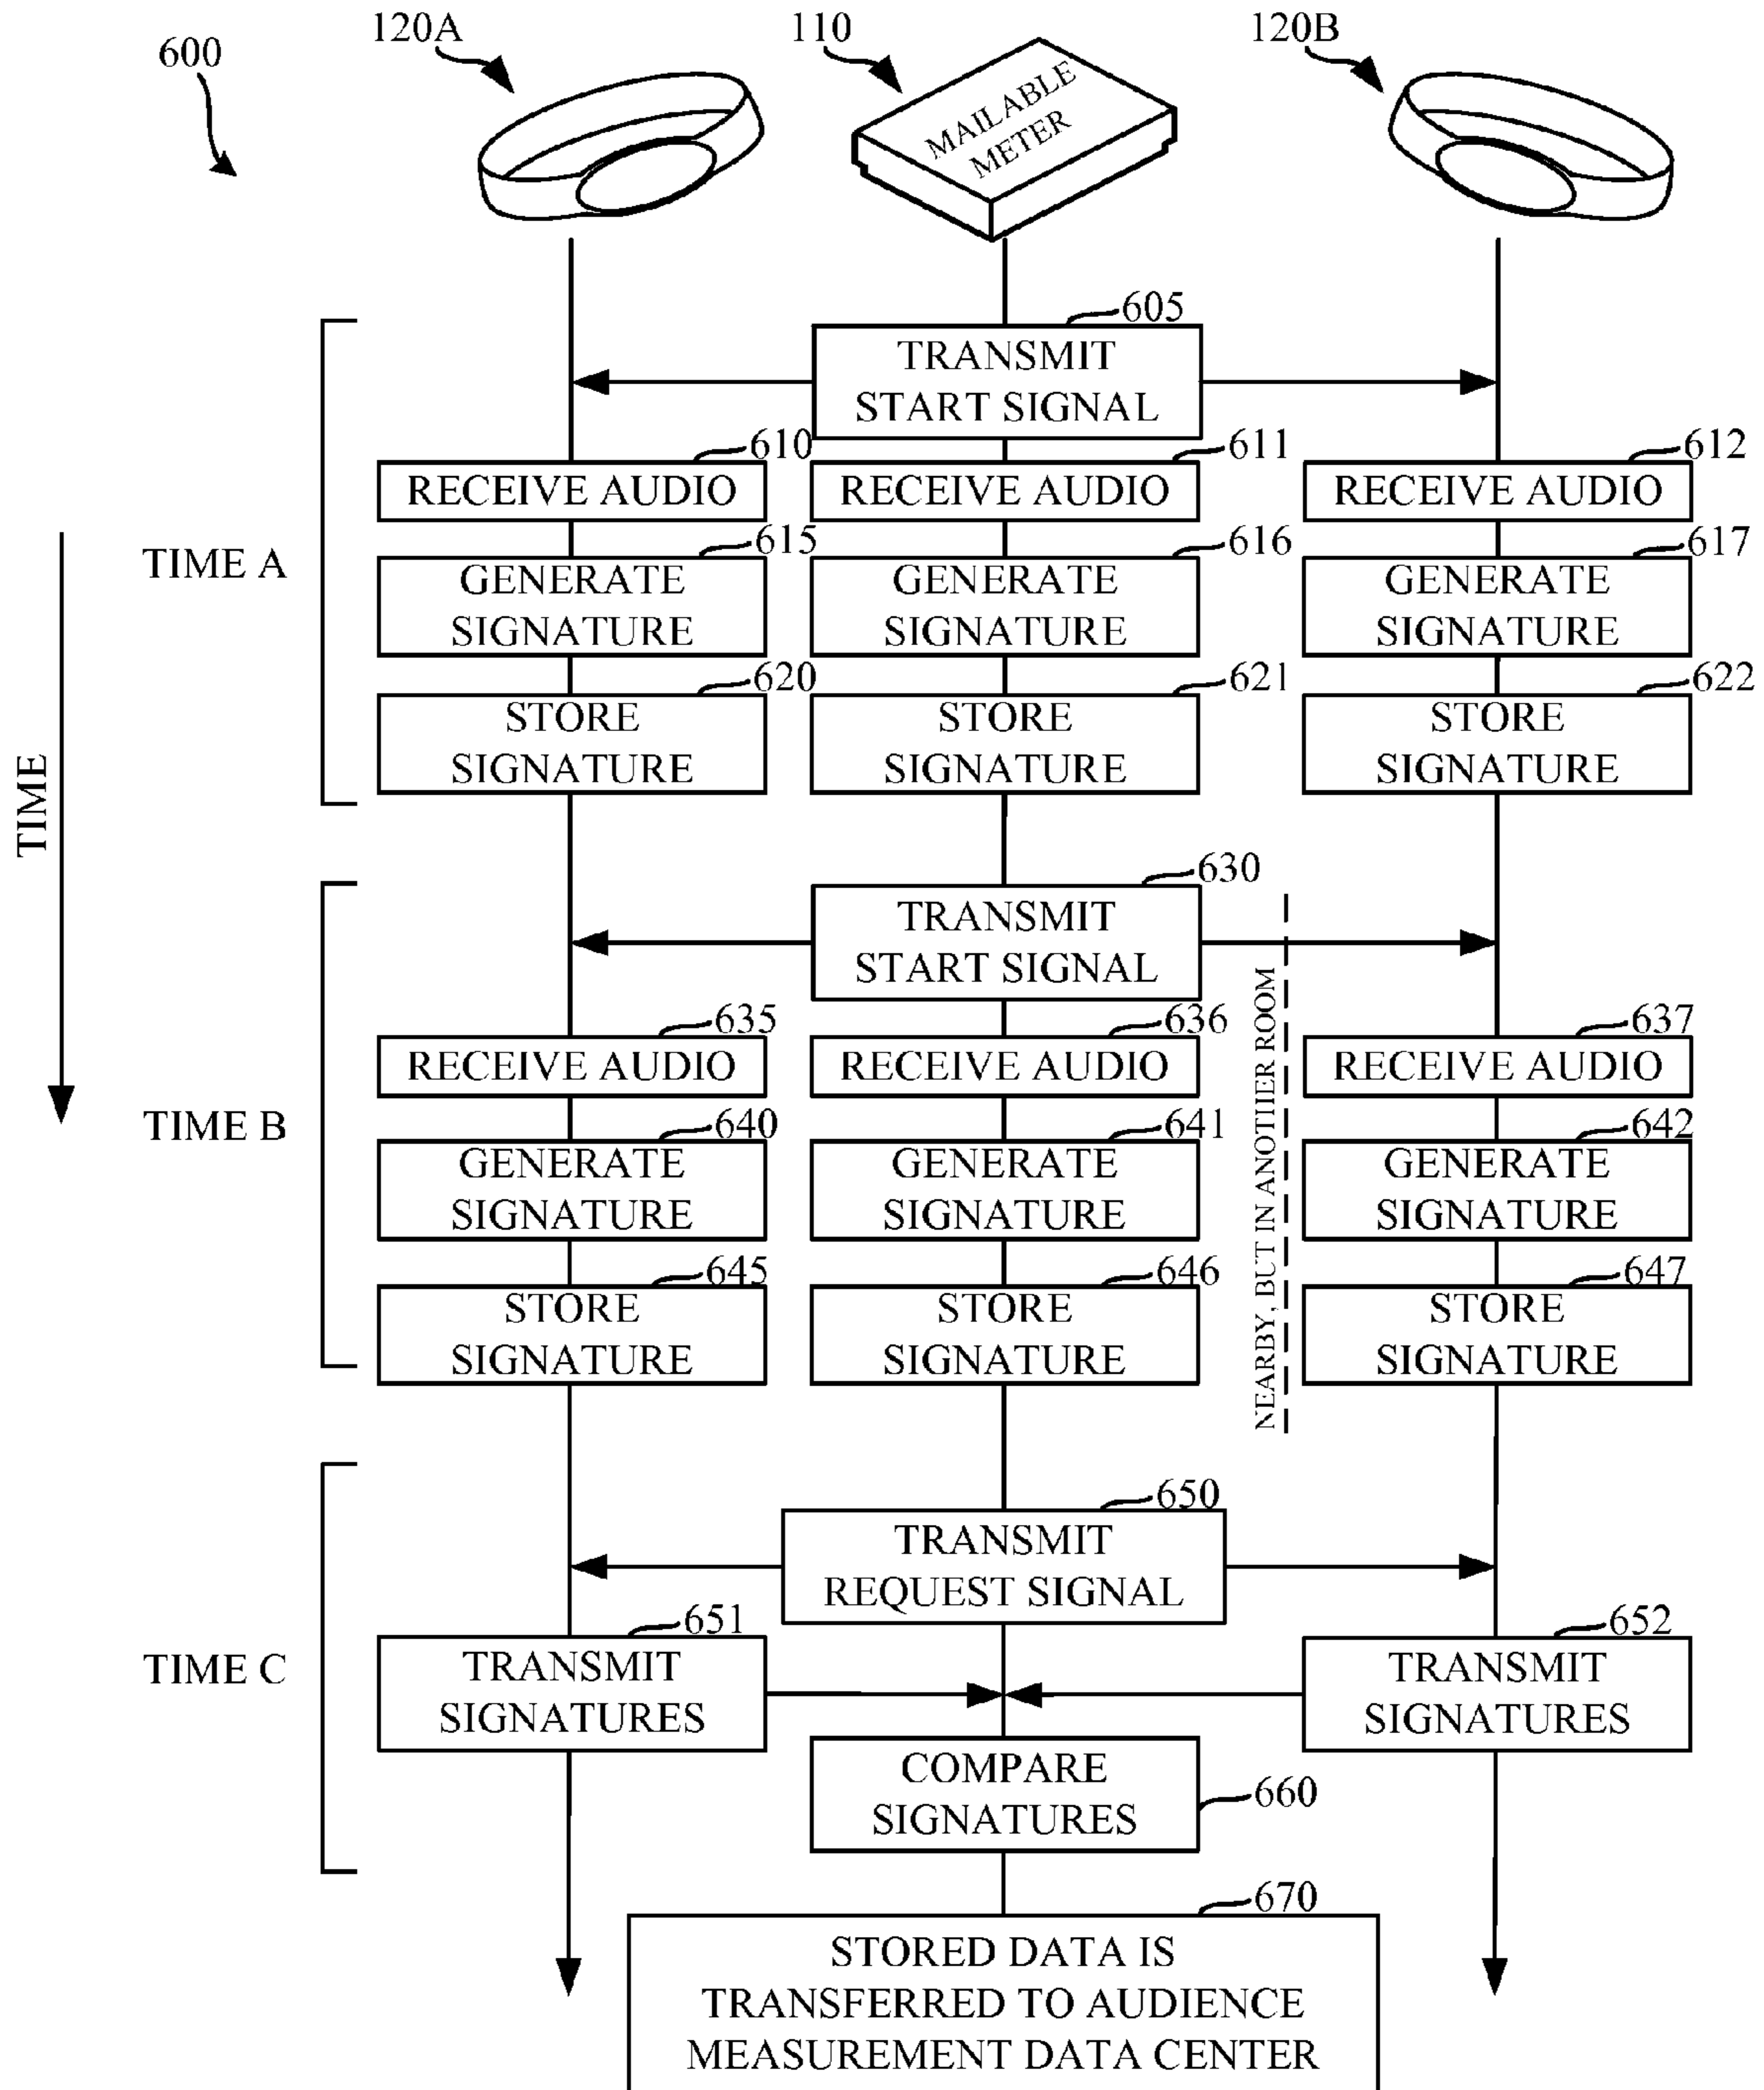 600
120A
110
120B
MAILABLE
METER
605
TRANSMIT
START SIGNAL
610
611
612
RECEIVE AUDIO
RECEIVE AUDIO
RECEIVE AUDIO
TIME A
615
616
617
GENERATE
SIGNATURE
GENERATE
SIGNATURE
GENERATE
SIGNATURE
620
621
622
STORE
SIGNATURE
STORE
SIGNATURE
STORE
SIGNATURE
TIME
630
TRANSMIT
START SIGNAL
NEARBY, BUT IN ANOTHER ROOM
635
636
637
RECEIVE AUDIO
RECEIVE AUDIO
RECEIVE AUDIO
TIME B
640
641
642
GENERATE
SIGNATURE
GENERATE
SIGNATURE
GENERATE
SIGNATURE
645
646
647
STORE
SIGNATURE
STORE
SIGNATURE
STORE
SIGNATURE
650
TRANSMIT
REQUEST SIGNAL
TIME C
651
652
TRANSMIT
SIGNATURES
TRANSMIT
SIGNATURES
COMPARE
SIGNATURES
660
670
STORED DATA IS
TRANSFERRED TO AUDIENCE
MEASUREMENT DATA CENTER